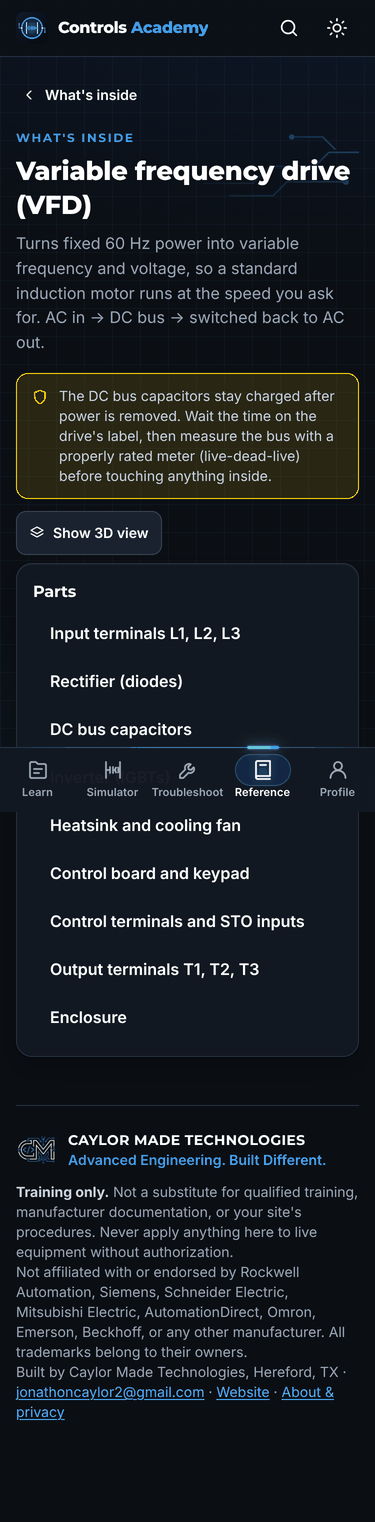 Controls Academy
What's inside
WHAT'S INSIDE
Variable frequency drive
(VFD)
Turns fixed 60 Hz power into variable
frequency and voltage, so a standard
induction motor runs at the speed you ask
for. AC in → DC bus → switched back to AC
out.
The DC bus capacitors stay charged after
power is removed. Wait the time on the
drive's label, then measure the bus with a
properly rated meter (live-dead-live)
before touching anything inside.
Show 3D view
Parts
Input terminals L1, L2, L3
Rectifier (diodes)
DC bus capacitors
Inverter (IGBTs)
Learn Simulator Troubleshoot Reference Profile
Heatsink and cooling fan
Control board and keypad
Control terminals and STO inputs
Output terminals T1, T2, T3
Enclosure
CM
CAYLOR MADE TECHNOLOGIES
Advanced Engineering. Built Different.
Training only. Not a substitute for qualified training,
manufacturer documentation, or your site's
procedures. Never apply anything here to live
equipment without authorization.
Not affiliated with or endorsed by Rockwell
Automation, Siemens, Schneider Electric,
Mitsubishi Electric, AutomationDirect, Omron,
Emerson, Beckhoff, or any other manufacturer. All
trademarks belong to their owners.
Built by Caylor Made Technologies, Hereford, TX ·
jonathoncaylor2@gmail.com · Website · About &
privacy